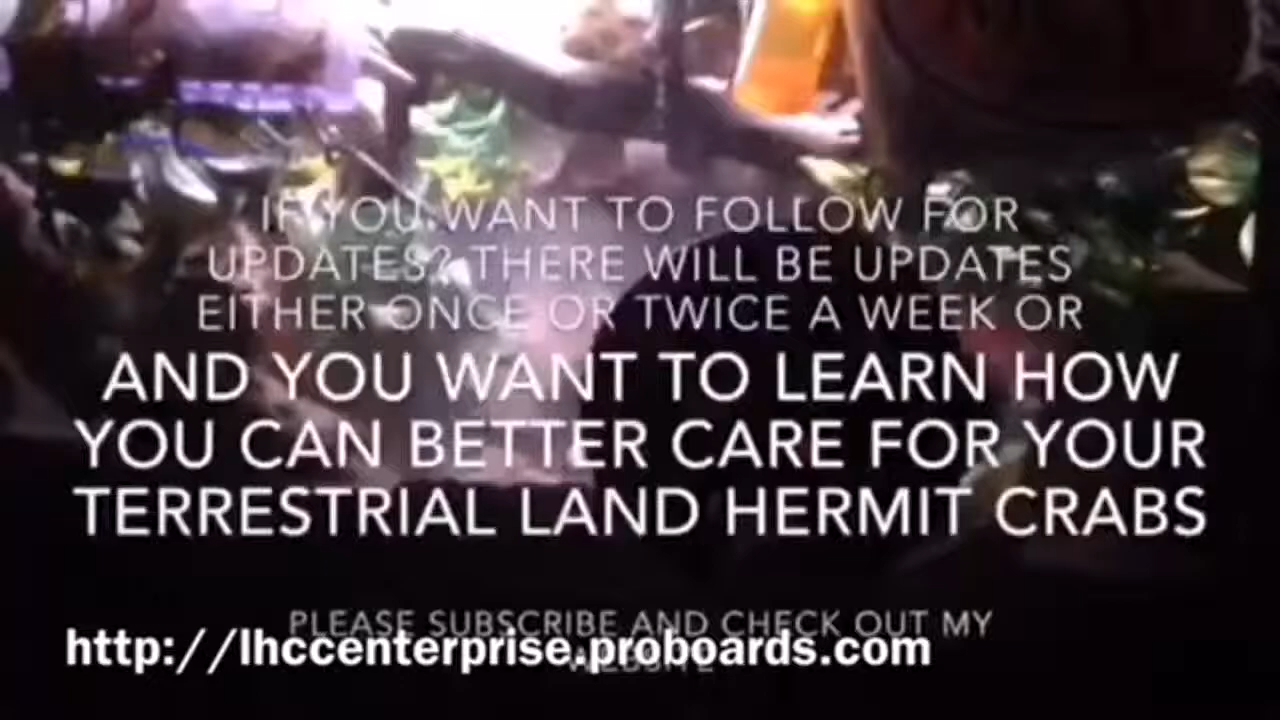 IF YOU WANT TO FOLLOW FOR
UPDATES? THERE WILL BE UPDATES
EITHER ONCE OR TWICE A WEEK OR
AND YOU WANT TO LEARN HOW
YOU CAN BETTER CARE FOR YOUR
TERRESTRIAL LAND HERMIT CRABS
PLEASE SUBSCRIBE AND CHECK OUT MY
http://lhccenterprise.proboards.com
WEBSITE